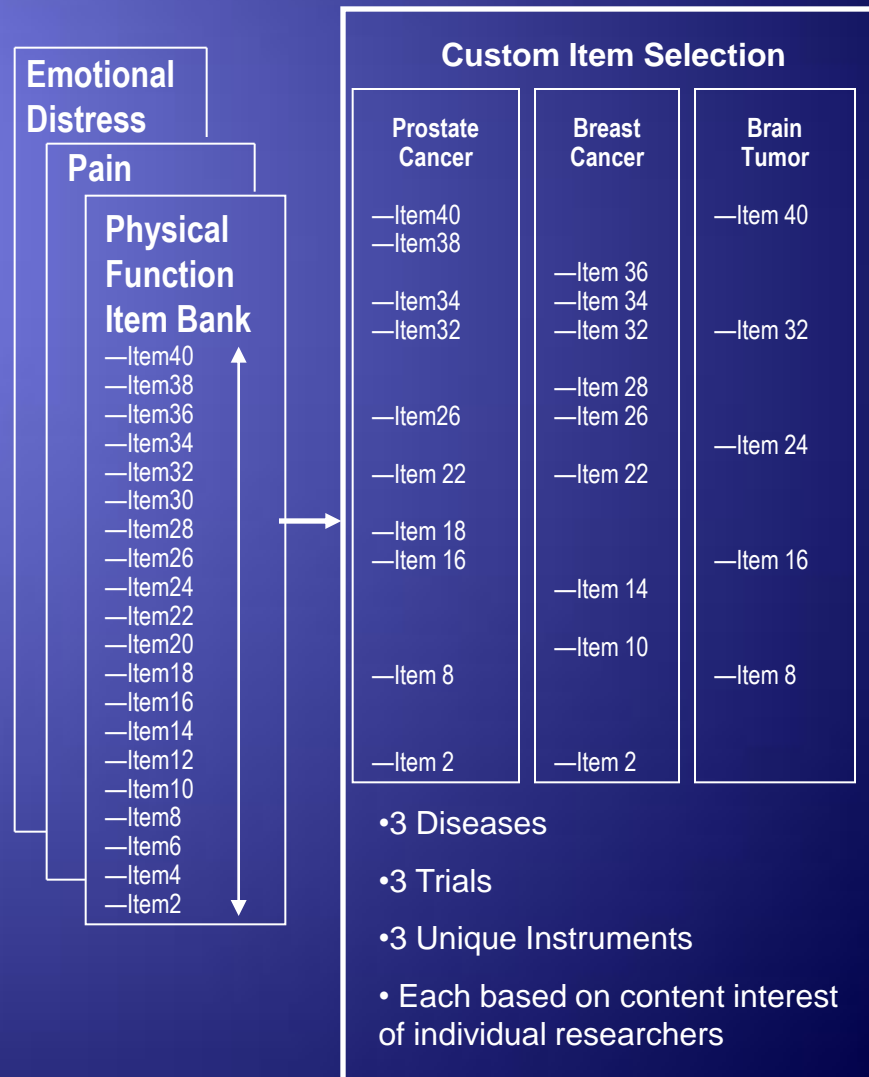 Emotional
Distress
Pain
Physical
Function
Item Bank
—Item40
—Item38
—Item36
—Item34
—Item32
—Item30
—Item28
—Item26
—Item24
—Item22
—Item20
—Item18
—Item16
—Item14
—Item12
—Item10
—Item8
—Item6
—Item4
—Item2
Custom Item Selection
Prostate
Cancer
—Item40
—Item38
—Item34
—Item32
—Item26
—Item 22
—Item 18
—Item 16
—Item 8
—Item 2
Breast
Cancer
—Item 36
—Item 34
—Item 32
—Item 28
—Item 26
—Item 22
—Item 14
—Item 10
—Item 2
Brain
Tumor
—Item 40
—Item 32
—Item 24
—Item 16
—Item 8
•3 Diseases
•3 Trials
•3 Unique Instruments
• Each based on content interest
of individual researchers